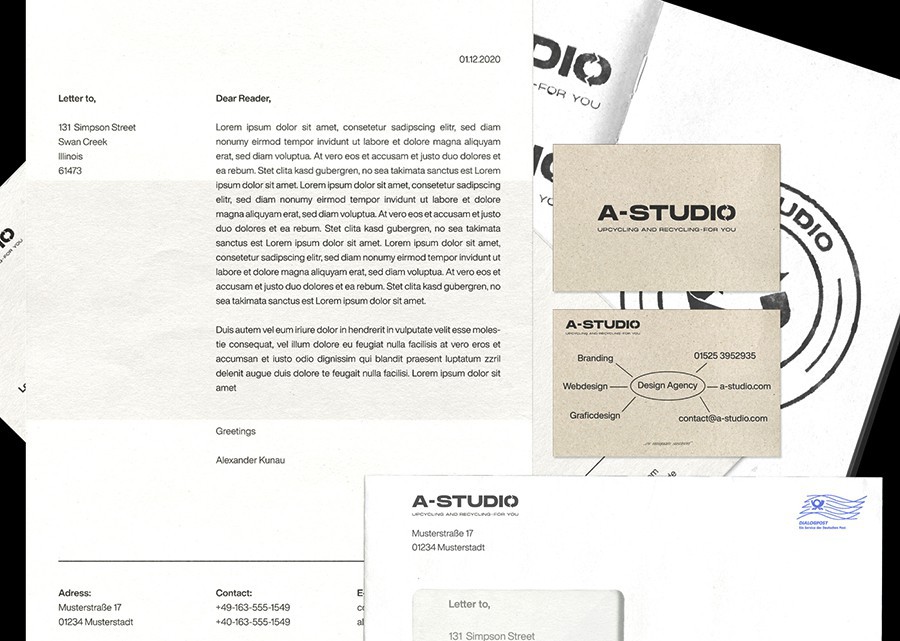 01.12.2020
Letter to,
131 Simpson Street
Swan Creek
Illinois
61473
Dear Reader,
Lorem ipsum dolor sit amet, consetetur sadipscing elitr, sed diam
nonumy eirmod tempor invidunt ut labore et dolore magna aliquyam
erat, sed diam voluptua. At vero eos et accusam et justo duo dolores et
ea rebum. Stet clita kasd gubergren, no sea takimata sanctus est Lorem
ipsum dolor sit amet. Lorem ipsum dolor sit amet, consetetur sadipscing
elitr, sed diam nonumy eirmod tempor invidunt ut labore et dolore
magna aliquyam erat, sed diam voluptua. At vero eos et accusam et justo
duo dolores et ea rebum. Stet clita kasd gubergren, no sea takimata
sanctus est Lorem ipsum dolor sit amet. Lorem ipsum dolor sit amet,
consetetur sadipscing elitr, sed diam nonumy eirmod tempor invidunt ut
labore et dolore magna aliquyam erat, sed diam voluptua. At vero eos et
accusam et justo duo dolores et ea rebum. Stet clita kasd gubergren, no
sea takimata sanctus est Lorem ipsum dolor sit amet.
Duis autem vel eum iriure dolor in hendrerit in vulputate velit esse moles-
tie consequat, vel illum dolore eu feugiat nulla facilisis at vero eros et
accumsan et iusto odio dignissim qui blandit praesent luptatum zzril
delenit augue duis dolore te feugait nulla facilisi. Lorem ipsum dolor sit
amet
Greetings
Alexander Kunau
Adress:
Musterstraße 17
01234 Musterstadt
Contact:
+49-163-555-1549
+40-163-555-1549
DIO
-FOR YOU
UDIO
A-STUDIO
UPCYCLING AND RECYCLING-FOR YOU
A-STUDIO
UPCYCLING AND RECYCLING-FOR YOU
Branding
01525 3952935
Webdesign
Design Agency
a-studio.com
Graficdesign
contact@a-studio.com
A-STUDIO
UPCYCLING AND RECYCLING-FOR YOU
Musterstraße 17
01234 Musterstadt
DIALOGPOST
Ein Service der Deutschen Post
Letter to,
131 Simpson Street